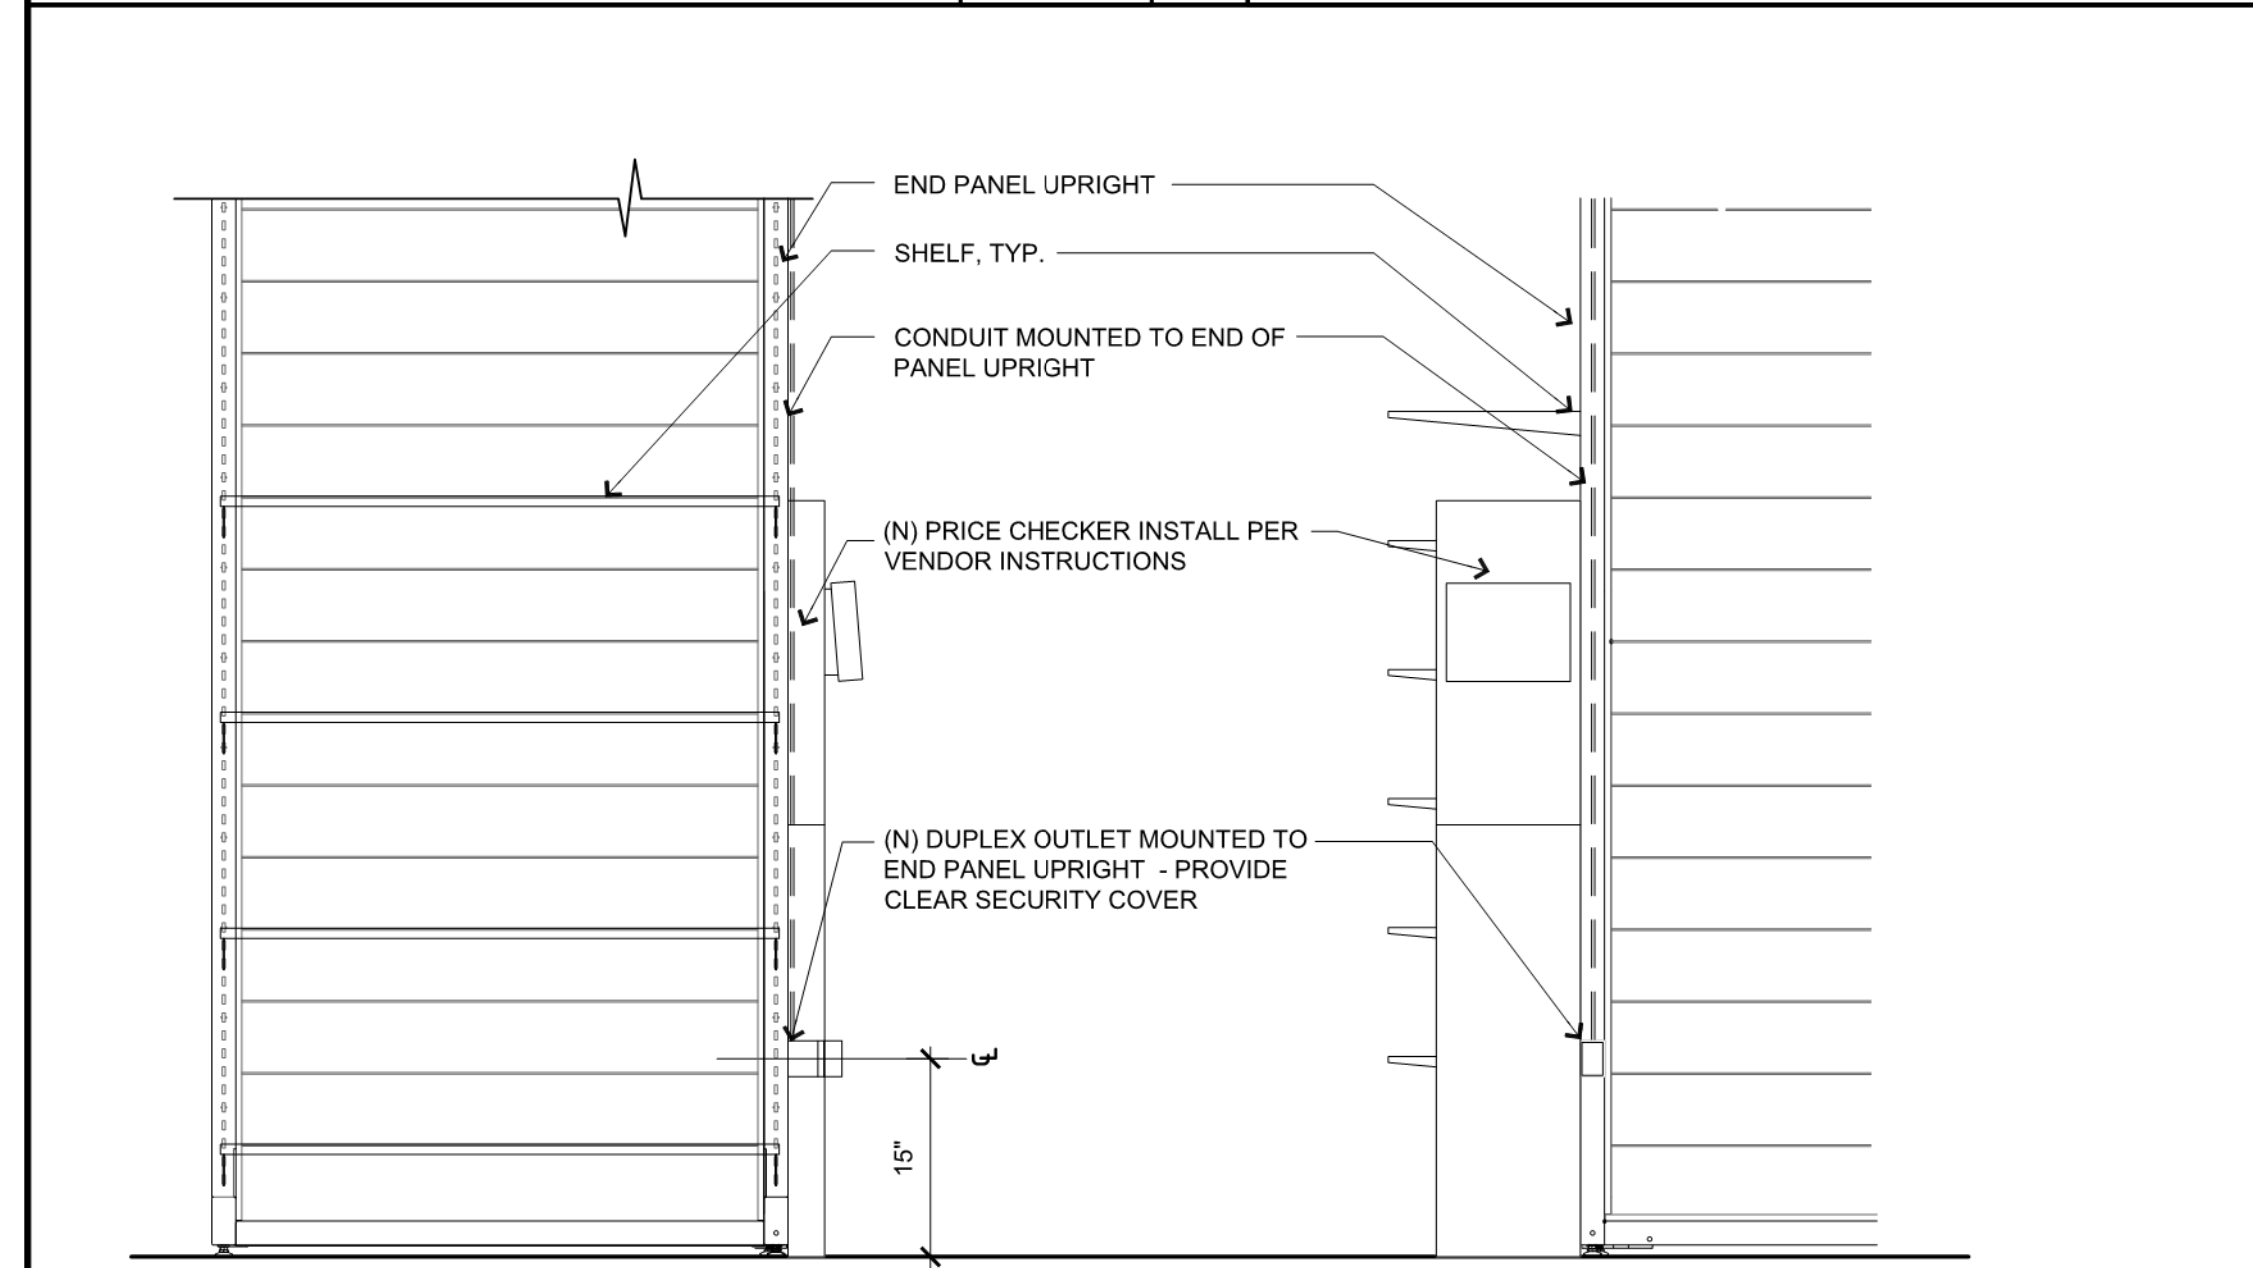 END PANEL UPRIGHT
SHELF, TYP.
CONDUIT MOUNTED TO END OF
PANEL UPRIGHT
(N) PRICE CHECKER INSTALL PER
VENDOR INSTRUCTIONS
(N) DUPLEX OUTLET MOUNTED TO
END PANEL UPRIGHT - PROVIDE
CLEAR SECURITY COVER
℄
15"